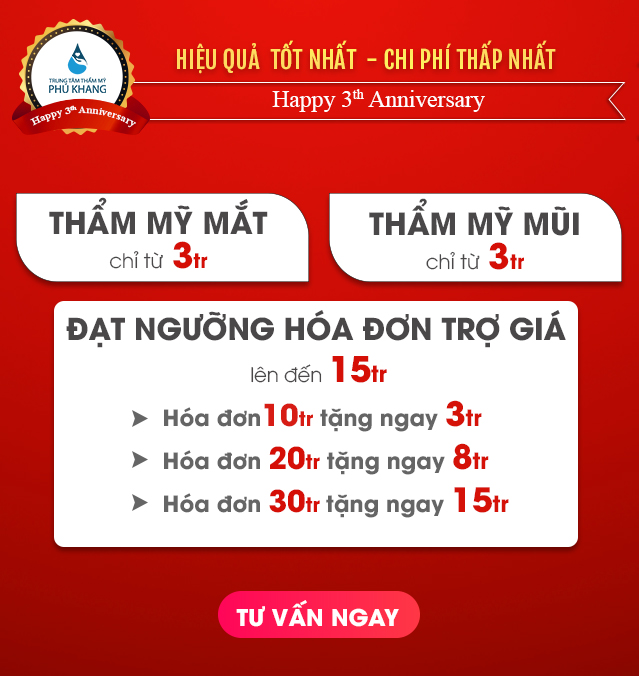 TRUNG TÂM THẨM MỸ
PHÚ KHANG
Happy 3th Anniversary
HIỆU QUẢ TỐT NHẤT - CHI PHÍ THẤP NHẤT
Happy 3th Anniversary
THẨM MỸ MẮT
chỉ từ 3tr
THẨM MỸ MŨI
chỉ từ 3tr
ĐẠT NGƯỠNG HÓA ĐƠN TRỢ GIÁ
lên đến 15tr
➤ Hóa đơn10tr tặng ngay 3tr
➤ Hóa đơn 20tr tặng ngay 8tr
➤ Hóa đơn 30tr tặng ngay 15tr
TƯ VẤN NGAY